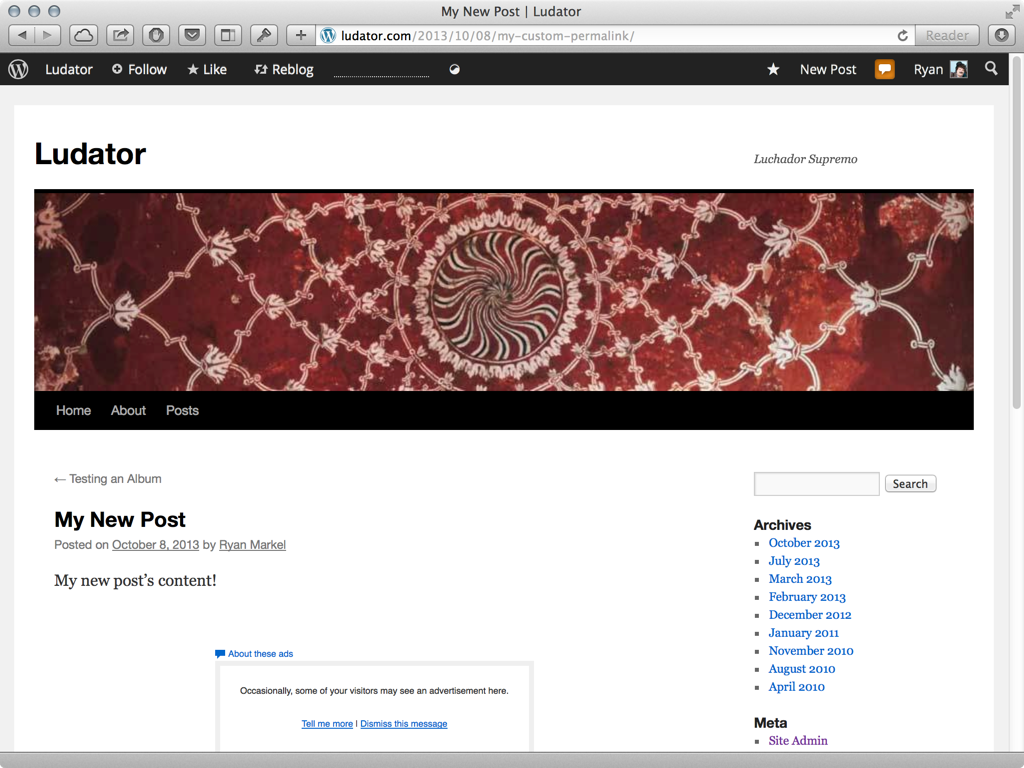 My New Post | Ludator
ludator.com/2013/10/08/my-custom-permalink/
Reader
Ludator Follow Like Reblog New Post Ryan
Ludator
Luchador Supremo
Home About Posts
← Testing an Album
Search
My New Post
Posted on October 8, 2013 by Ryan Markel
My new post’s content!
Archives
October 2013
July 2013
March 2013
February 2013
December 2012
January 2011
November 2010
August 2010
April 2010
About these ads
Occasionally, some of your visitors may see an advertisement here.
Tell me more | Dismiss this message
Meta
Site Admin